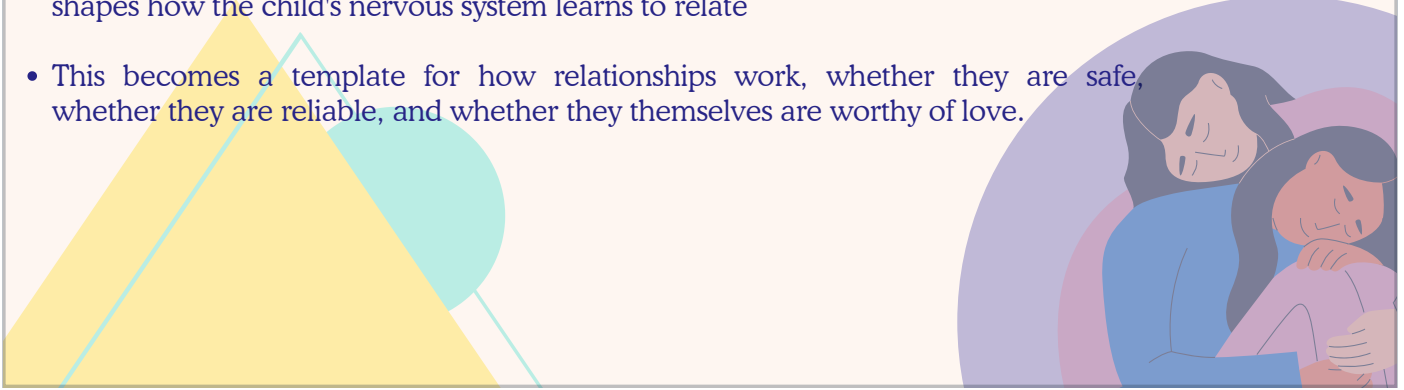 shapes how the child's nervous system learns to relate
• This becomes a template for how relationships work, whether they are safe,
whether they are reliable, and whether they themselves are worthy of love.